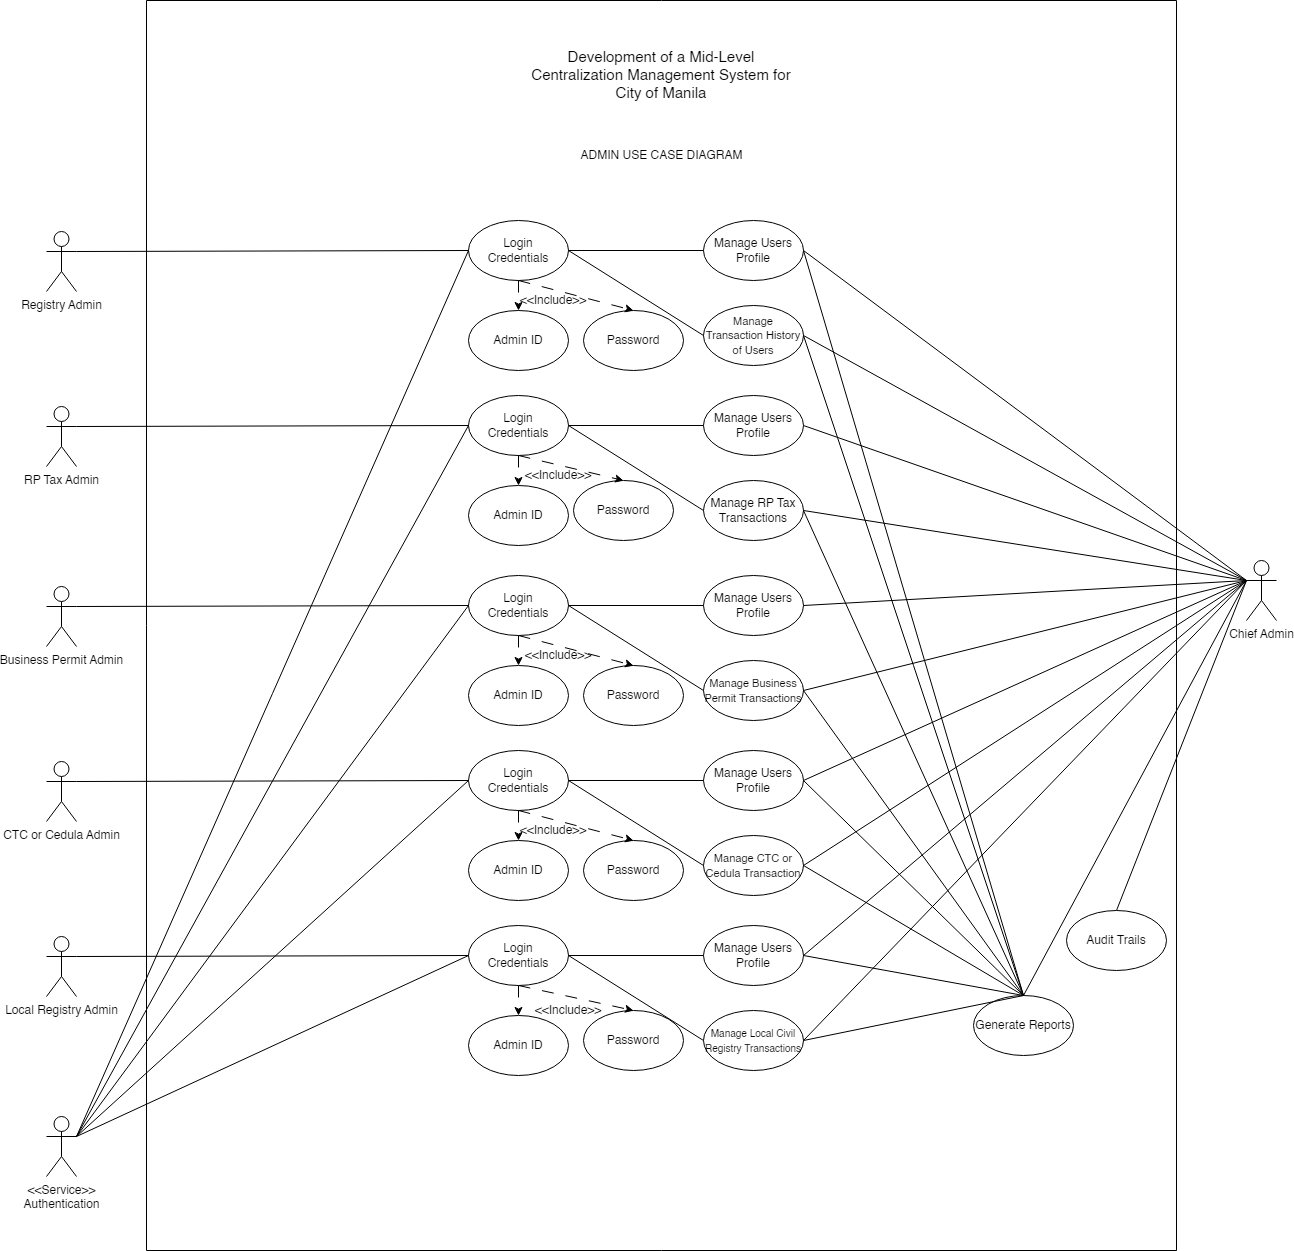 Development of a Mid-Level
Centralization Management System for
City of Manila
ADMIN USE CASE DIAGRAM
Registry Admin
Login
Credentials
Manage Users
Profile
<<Include>>
Admin ID
Password
Manage
Transaction History
of Users
RP Tax Admin
Login
Credentials
Manage Users
Profile
<<Include>>
Admin ID
Password
Manage RP Tax
Transactions
Business Permit Admin
Login
Credentials
Manage Users
Profile
<<Include>>
Admin ID
Password
Manage Business
Permit Transactions
Chief Admin
CTC or Cedula Admin
Login
Credentials
Manage Users
Profile
<<Include>>
Admin ID
Password
Manage CTC or
Cedula Transaction
Local Registry Admin
Login
Credentials
Manage Users
Profile
Audit Trails
<<Include>>
Admin ID
Password
Manage Local Civil
Registry Transactions
Generate Reports
<<Service>>
Authentication